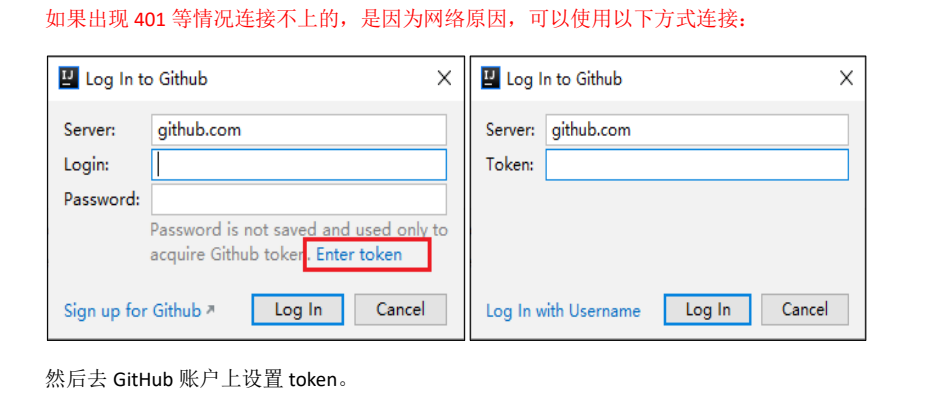 如果出现 401 等情况连接不上的，是因为网络原因，可以使用以下方式连接：
Log In to Github
Server: github.com
Login:
Password:
Password is not saved and used only to
acquire Github token. Enter token
Sign up for Github Log In Cancel
Log In to Github
Server: github.com
Token:
Log In with Username Log In Cancel
然后去 GitHub 账户上设置 token。